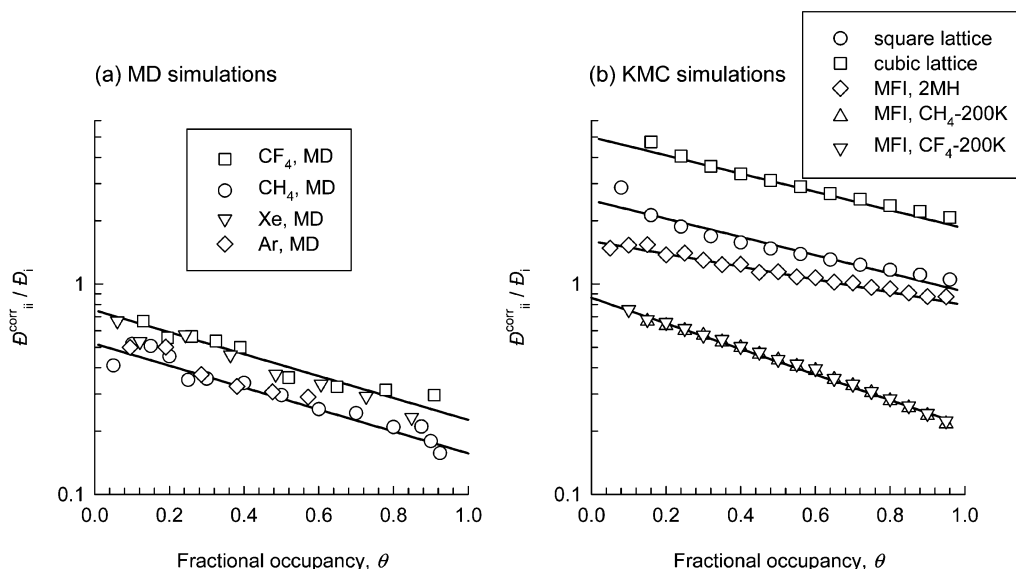 (a) MD simulations
CF₄, MD
CH₄, MD
Xe, MD
Ar, MD
Đᶜᵒʳʳᵢᵢ / Đᵢ
1
0.1
0.0 0.2 0.4 0.6 0.8 1.0
Fractional occupancy, θ
(b) KMC simulations
square lattice
cubic lattice
MFI, 2MH
MFI, CH₄-200K
MFI, CF₄-200K
Đᶜᵒʳʳᵢᵢ / Đᵢ
1
0.1
0.0 0.2 0.4 0.6 0.8 1.0
Fractional occupancy, θ